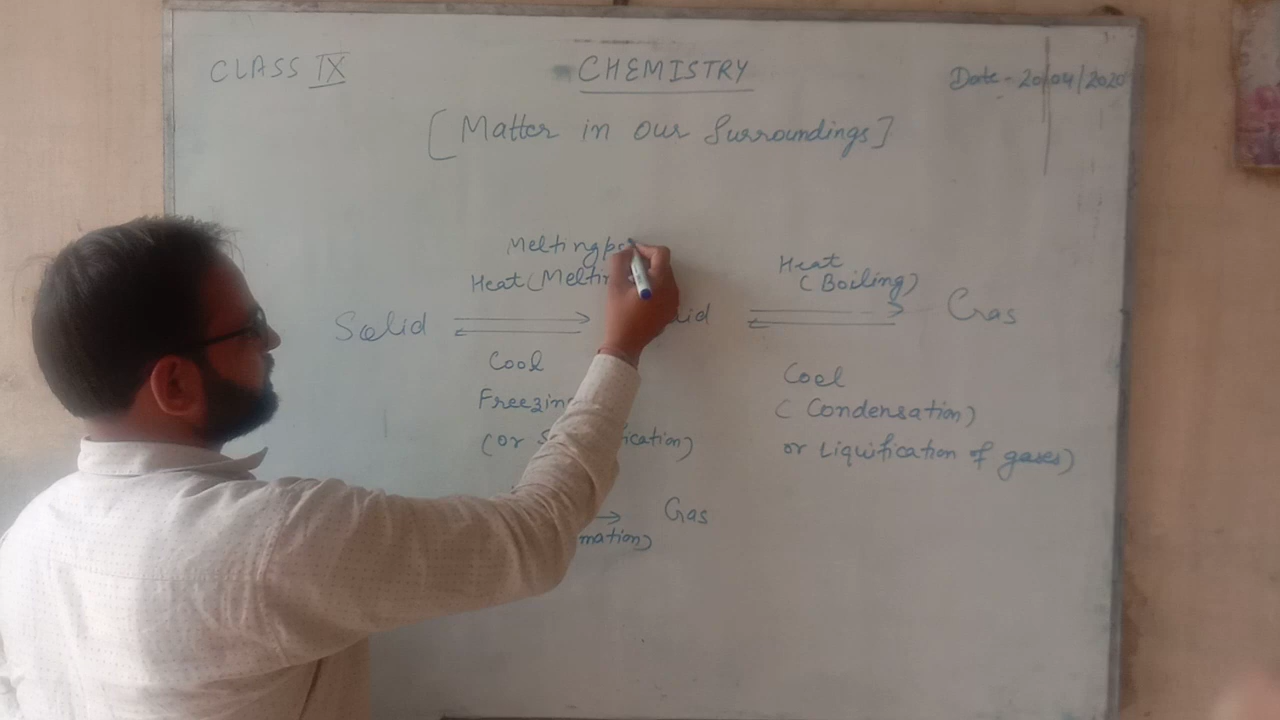 CLASS IX
CHEMISTRY
Date - 20/04/2020
[Matter in our Surroundings]
Melting
Heat
Heat
(Boiling)
Solid
Gas
Cool
Cool
(Condensation)
(or
or Liquification of gases)
Gas